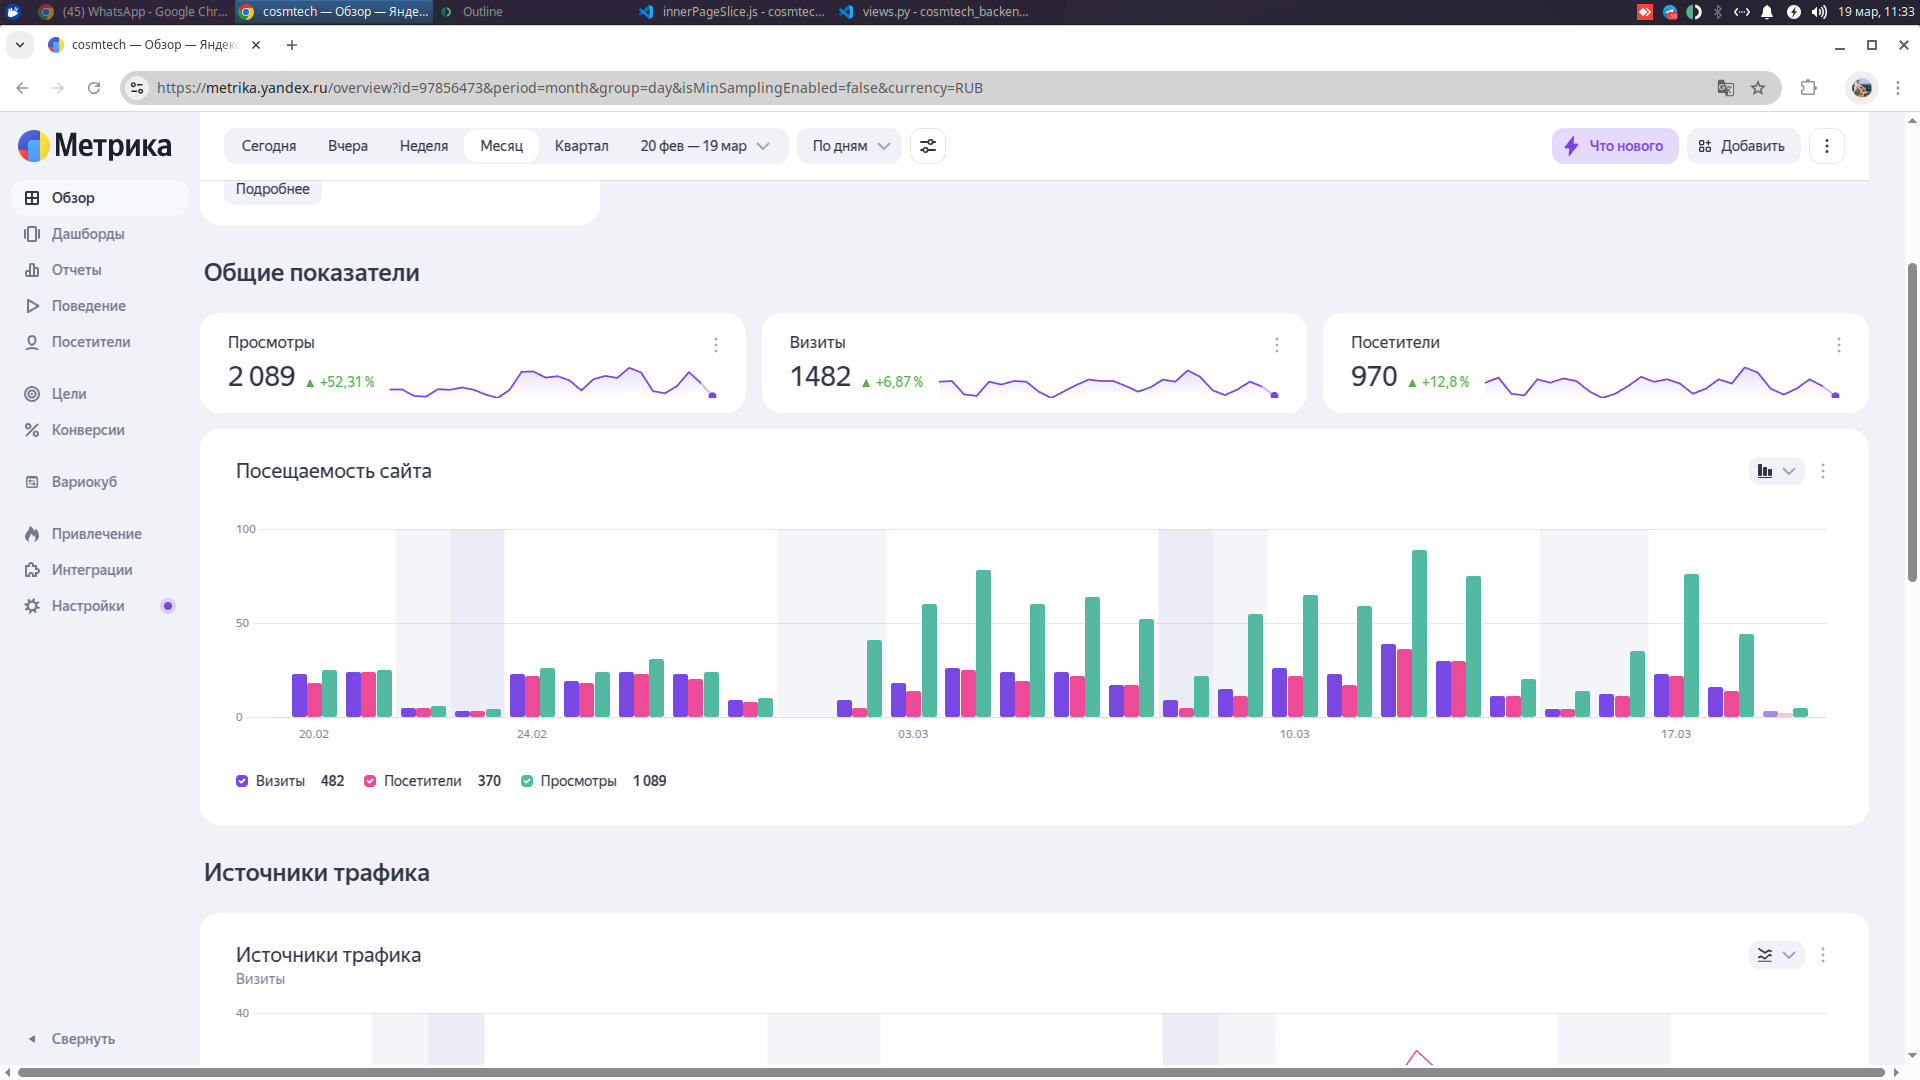 (45) WhatsApp - Google Chr...
cosmtech — Обзор — Янде...
Outline
innerPageSlice.js - cosmtec...
views.py - cosmtech_backen...
19 мар, 11:33
cosmtech — Обзор — Яндек
https://metrika.yandex.ru/overview?id=97856473&period=month&group=day&isMinSamplingEnabled=false&currency=RUB
Метрика
Сегодня
Вчера
Неделя
Месяц
Квартал
20 фев — 19 мар
По дням
Что нового
Добавить
Обзор
Дашборды
Отчеты
Поведение
Посетители
Цели
Конверсии
Вариокуб
Привлечение
Интеграции
Настройки
Свернуть
Подробнее
Общие показатели
Просмотры
2 089 ▲ +52,31 %
Визиты
1482 ▲ +6,87 %
Посетители
970 ▲ +12,8 %
Посещаемость сайта
100
50
0
20.02 24.02 03.03 10.03 17.03
Визиты 482 Посетители 370 Просмотры 1 089
Источники трафика
Источники трафика
Визиты
40